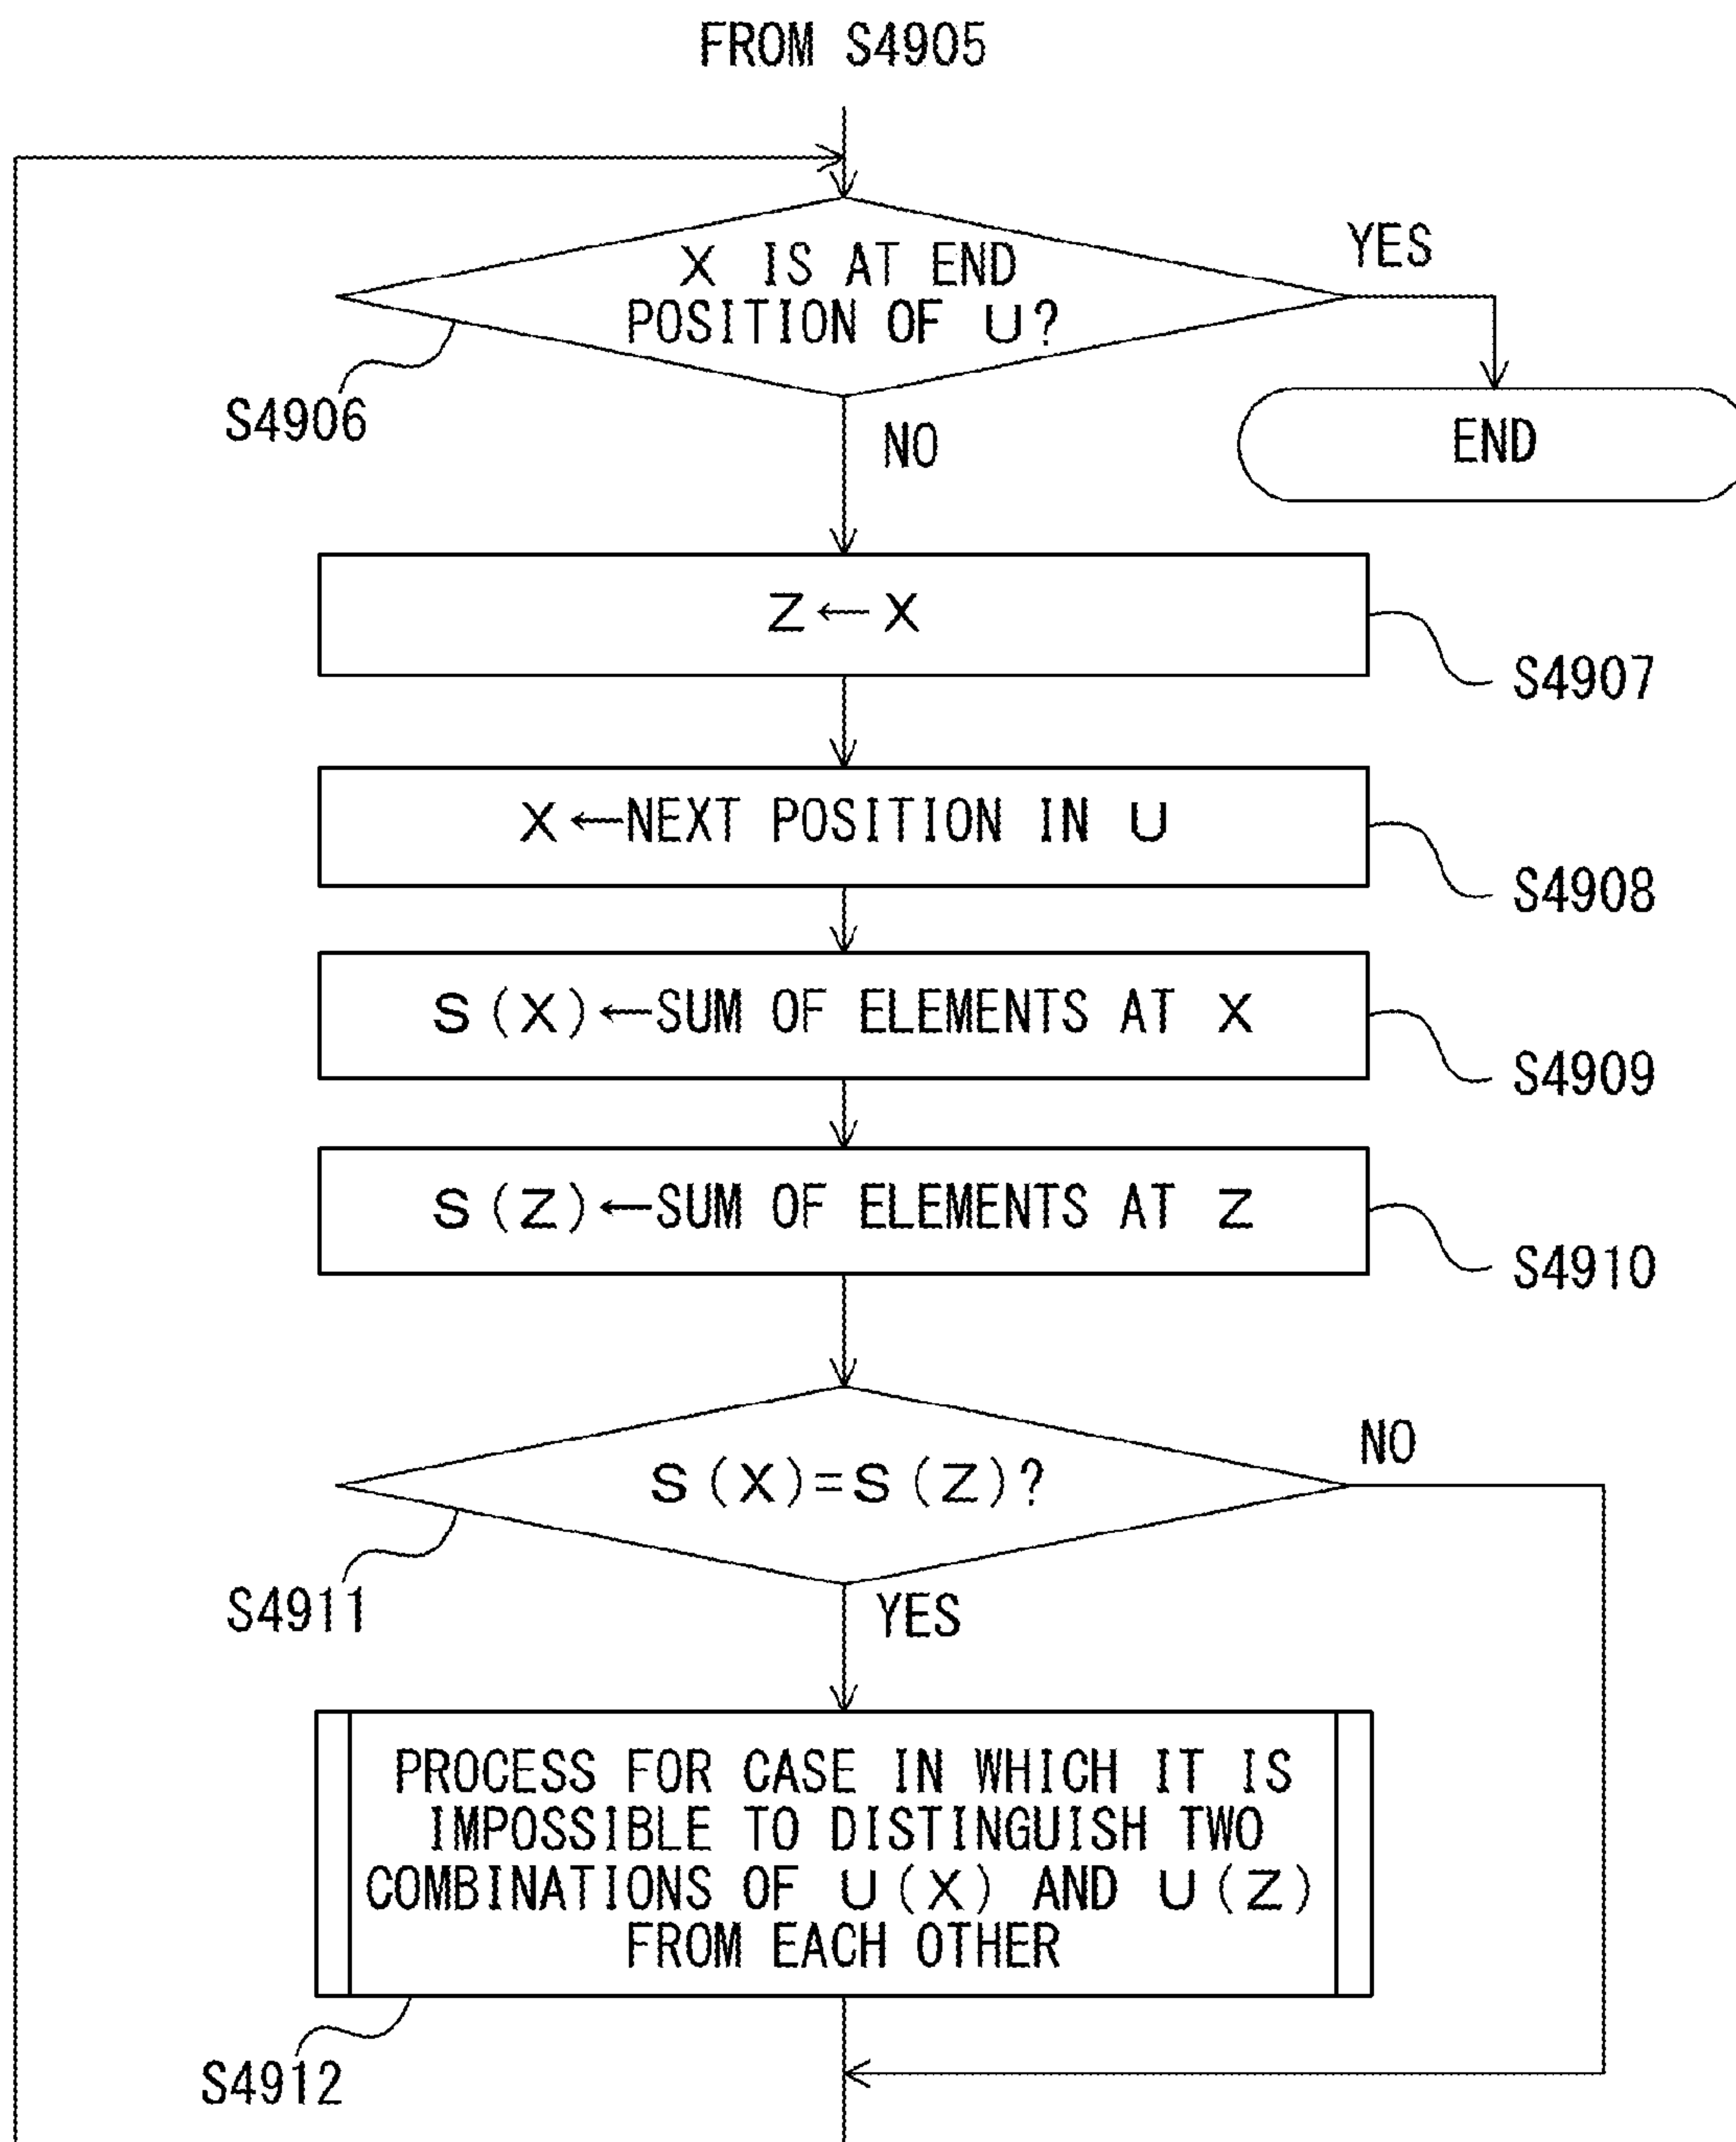 FROM S4905
X IS AT END
POSITION OF U?
YES
S4906
NO
END
Z←X
S4907
X←NEXT POSITION IN U
S4908
S(X)←SUM OF ELEMENTS AT X
S4909
S(Z)←SUM OF ELEMENTS AT Z
S4910
S(X)=S(Z)?
NO
S4911
YES
PROCESS FOR CASE IN WHICH IT IS
IMPOSSIBLE TO DISTINGUISH TWO
COMBINATIONS OF U(X) AND U(Z)
FROM EACH OTHER
S4912